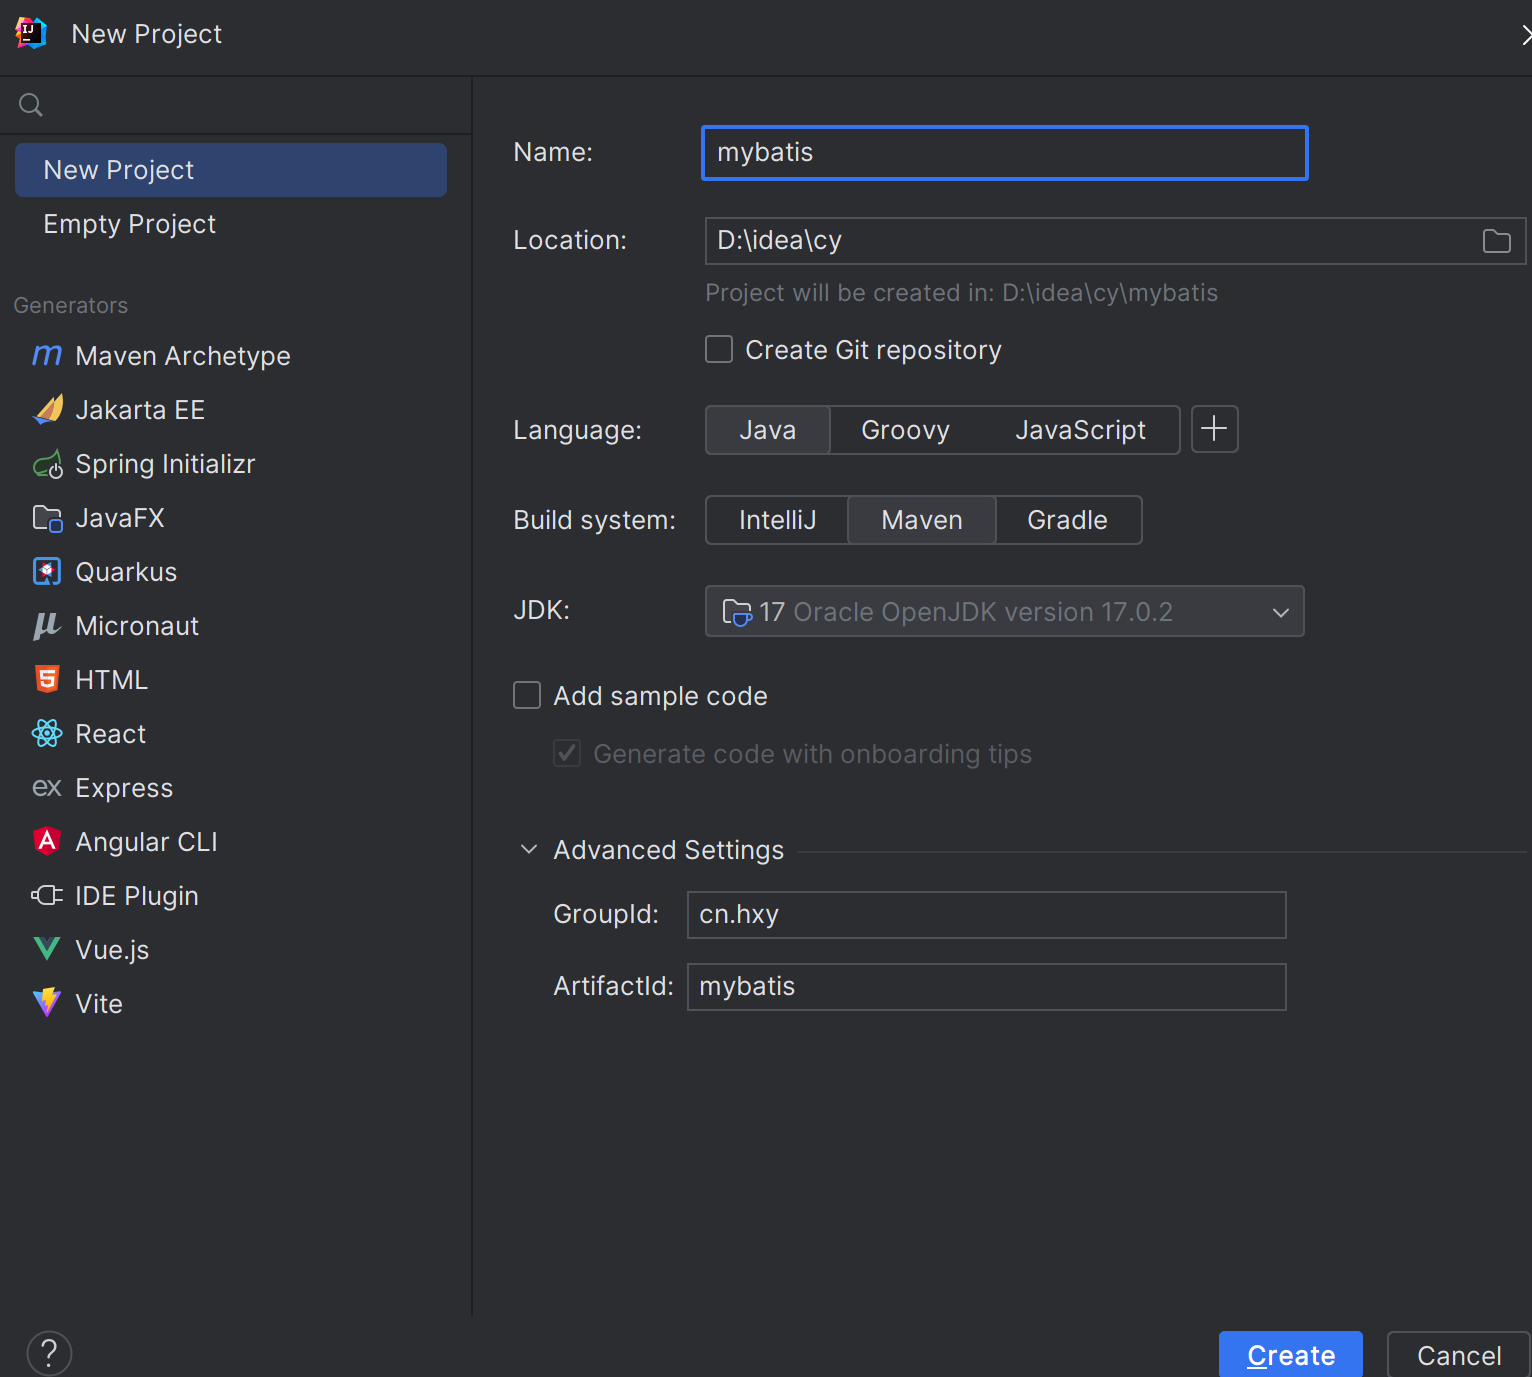 New Project
New Project
Empty Project
Generators
Maven Archetype
Jakarta EE
Spring Initializr
JavaFX
Quarkus
Micronaut
HTML
React
ex Express
Angular CLI
IDE Plugin
Vue.js
Vite
Name: mybatis
Location: D:\idea\cy
Project will be created in: D:\idea\cy\mybatis
Create Git repository
Language: Java Groovy JavaScript
Build system: IntelliJ Maven Gradle
JDK: 17 Oracle OpenJDK version 17.0.2
Add sample code
Generate code with onboarding tips
Advanced Settings
GroupId: cn.hxy
ArtifactId: mybatis
? Create Cancel